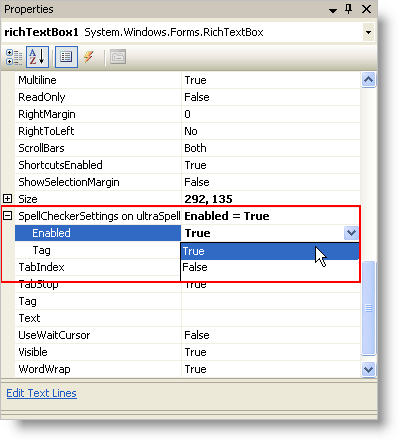 Properties
richTextBox1 System.Windows.Forms.RichTextBox
Multiline True
ReadOnly False
RightMargin 0
RightToLeft No
ScrollBars Both
ShortcutsEnabled True
ShowSelectionMargin False
Size 292, 135
SpellCheckerSettings on ultraSpell Enabled = True
Enabled True
Tag True
TabIndex False
TabStop True
Tag
Text
UseWaitCursor False
Visible True
WordWrap True
Edit Text Lines